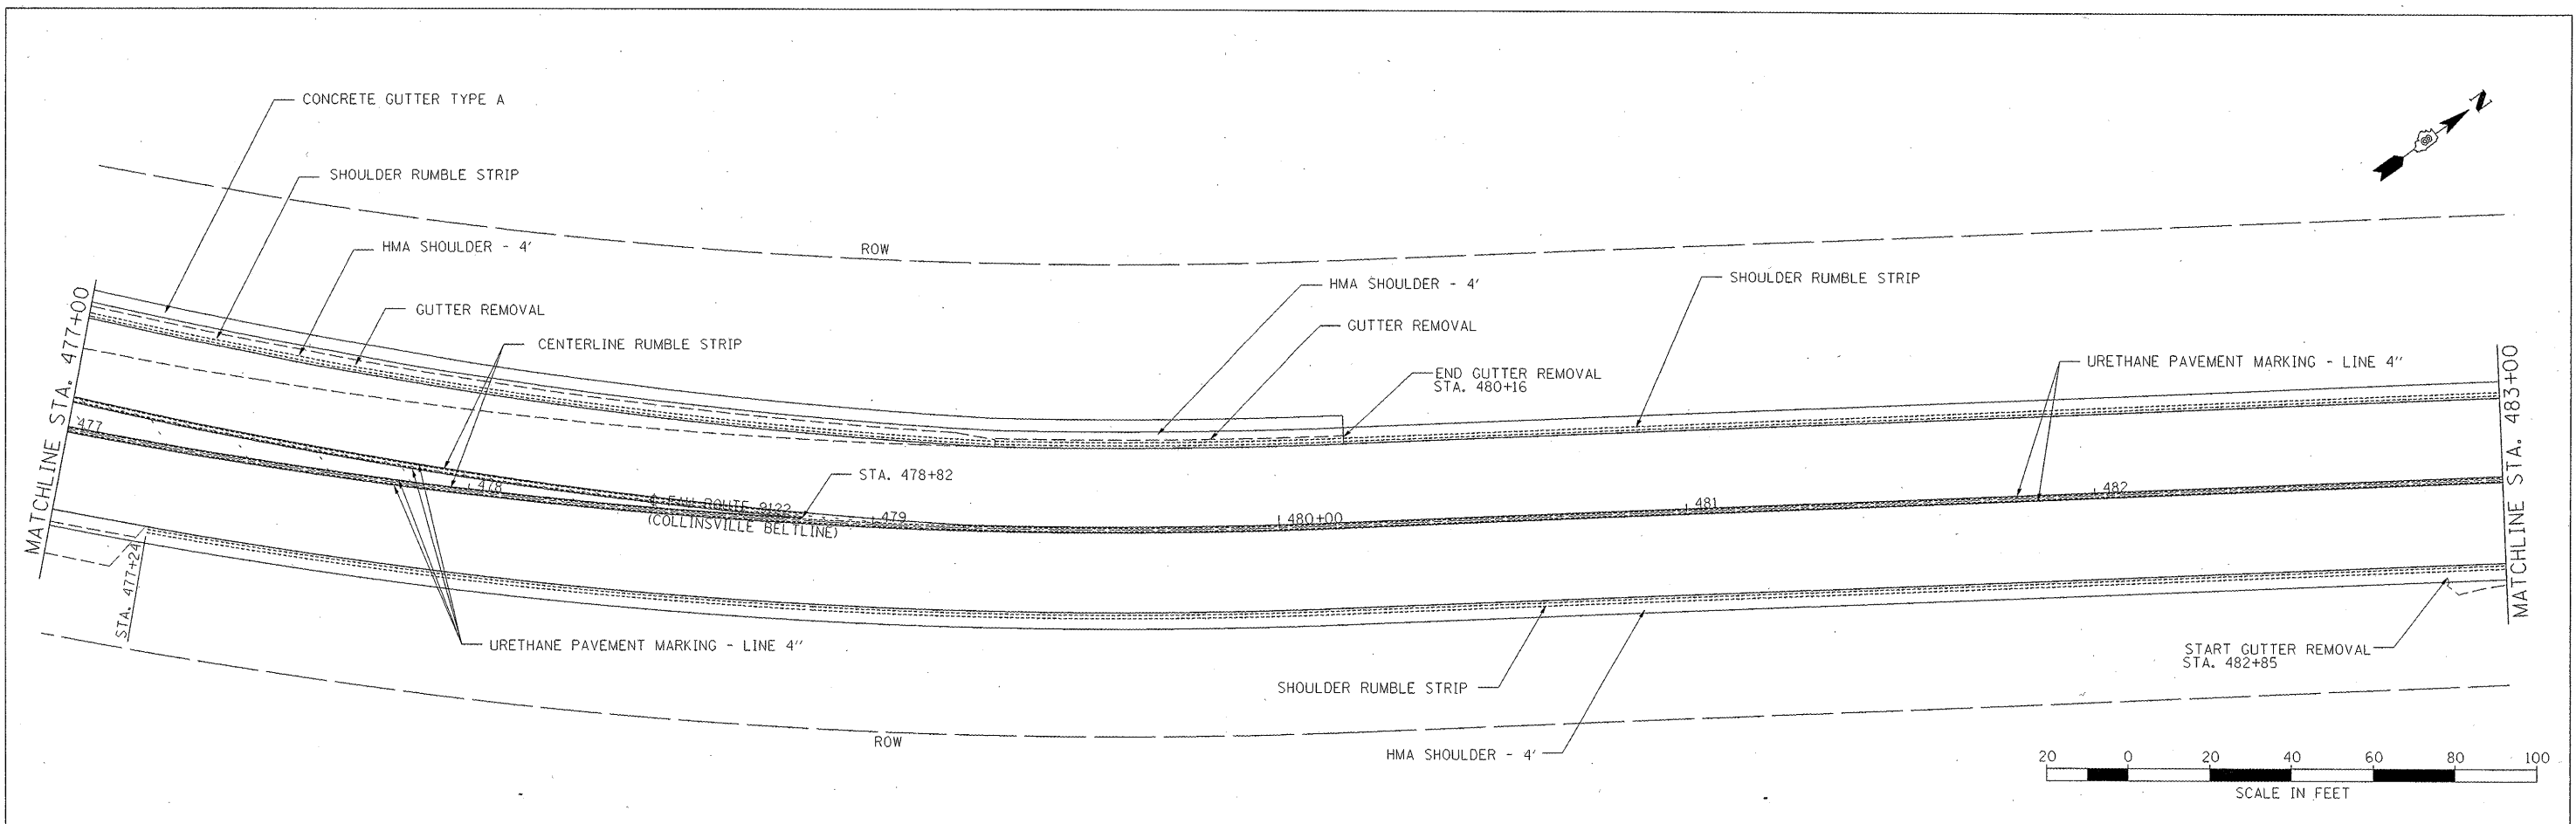 CONCRETE GUTTER TYPE A
N
SHOULDER RUMBLE STRIP
HMA SHOULDER - 4'
ROW
HMA SHOULDER - 4'
SHOULDER RUMBLE STRIP
GUTTER REMOVAL
GUTTER REMOVAL
CENTERLINE RUMBLE STRIP
END GUTTER REMOVAL
STA. 480+16
URETHANE PAVEMENT MARKING - LINE 4''
MATCHLINE STA. 477+00
MATCHLINE STA. 483+00
477
478
STA. 478+82
ROUTE 9122
(COLLINSVILLE BELTLINE)
479
480+00
481
482
STA. 477+24
URETHANE PAVEMENT MARKING - LINE 4''
START GUTTER REMOVAL
STA. 482+85
SHOULDER RUMBLE STRIP
ROW
HMA SHOULDER - 4'
20 0 20 40 60 80 100
SCALE IN FEET